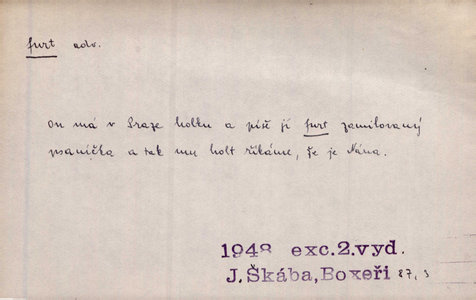 furt adv.
on má v Praze holku a píše jí furt zamilovaný
psaníčka a tak mu holt říkáme, že je Nána.
1948 exc.2.vyd.
J.Škába,Boxeři 27,3